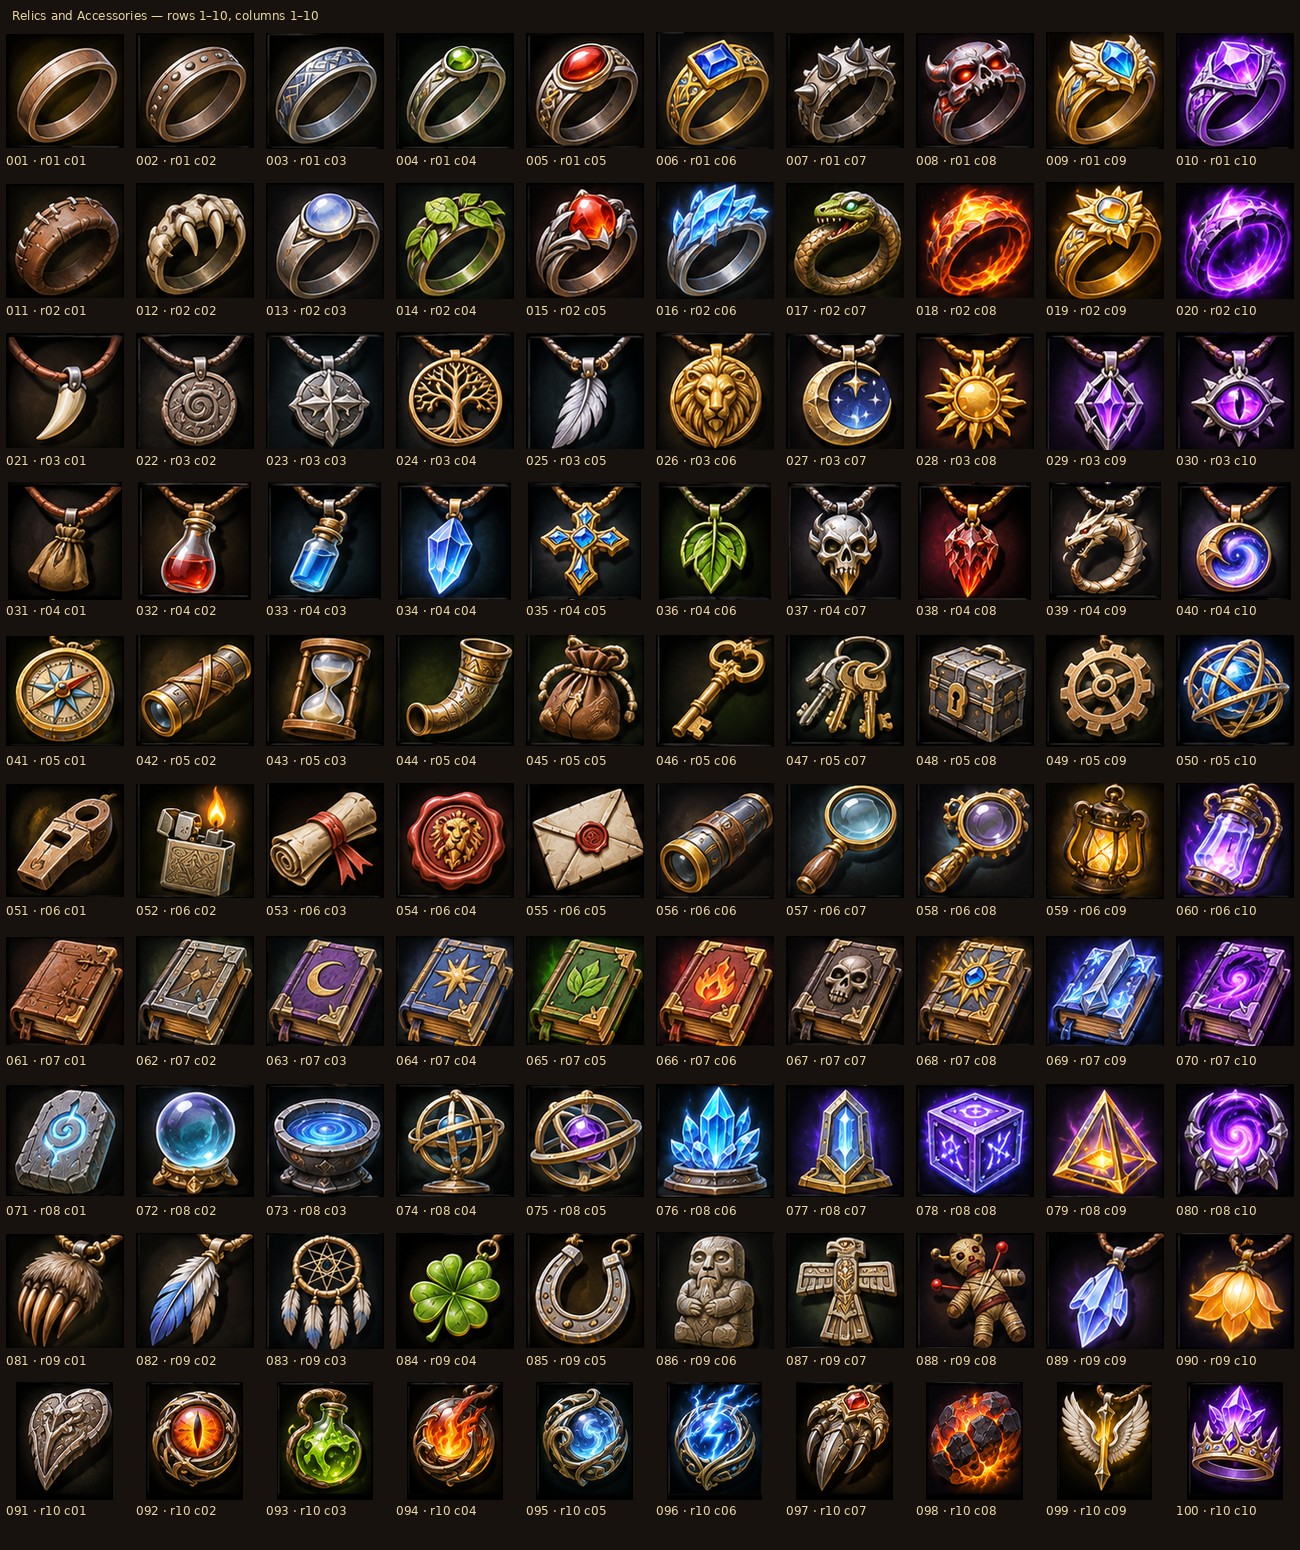 Relics and Accessories — rows 1–10, columns 1–10
001 · r01 c01 002 · r01 c02 003 · r01 c03 004 · r01 c04 005 · r01 c05 006 · r01 c06 007 · r01 c07 008 · r01 c08 009 · r01 c09 010 · r01 c10
011 · r02 c01 012 · r02 c02 013 · r02 c03 014 · r02 c04 015 · r02 c05 016 · r02 c06 017 · r02 c07 018 · r02 c08 019 · r02 c09 020 · r02 c10
021 · r03 c01 022 · r03 c02 023 · r03 c03 024 · r03 c04 025 · r03 c05 026 · r03 c06 027 · r03 c07 028 · r03 c08 029 · r03 c09 030 · r03 c10
031 · r04 c01 032 · r04 c02 033 · r04 c03 034 · r04 c04 035 · r04 c05 036 · r04 c06 037 · r04 c07 038 · r04 c08 039 · r04 c09 040 · r04 c10
041 · r05 c01 042 · r05 c02 043 · r05 c03 044 · r05 c04 045 · r05 c05 046 · r05 c06 047 · r05 c07 048 · r05 c08 049 · r05 c09 050 · r05 c10
051 · r06 c01 052 · r06 c02 053 · r06 c03 054 · r06 c04 055 · r06 c05 056 · r06 c06 057 · r06 c07 058 · r06 c08 059 · r06 c09 060 · r06 c10
061 · r07 c01 062 · r07 c02 063 · r07 c03 064 · r07 c04 065 · r07 c05 066 · r07 c06 067 · r07 c07 068 · r07 c08 069 · r07 c09 070 · r07 c10
071 · r08 c01 072 · r08 c02 073 · r08 c03 074 · r08 c04 075 · r08 c05 076 · r08 c06 077 · r08 c07 078 · r08 c08 079 · r08 c09 080 · r08 c10
081 · r09 c01 082 · r09 c02 083 · r09 c03 084 · r09 c04 085 · r09 c05 086 · r09 c06 087 · r09 c07 088 · r09 c08 089 · r09 c09 090 · r09 c10
091 · r10 c01 092 · r10 c02 093 · r10 c03 094 · r10 c04 095 · r10 c05 096 · r10 c06 097 · r10 c07 098 · r10 c08 099 · r10 c09 100 · r10 c10